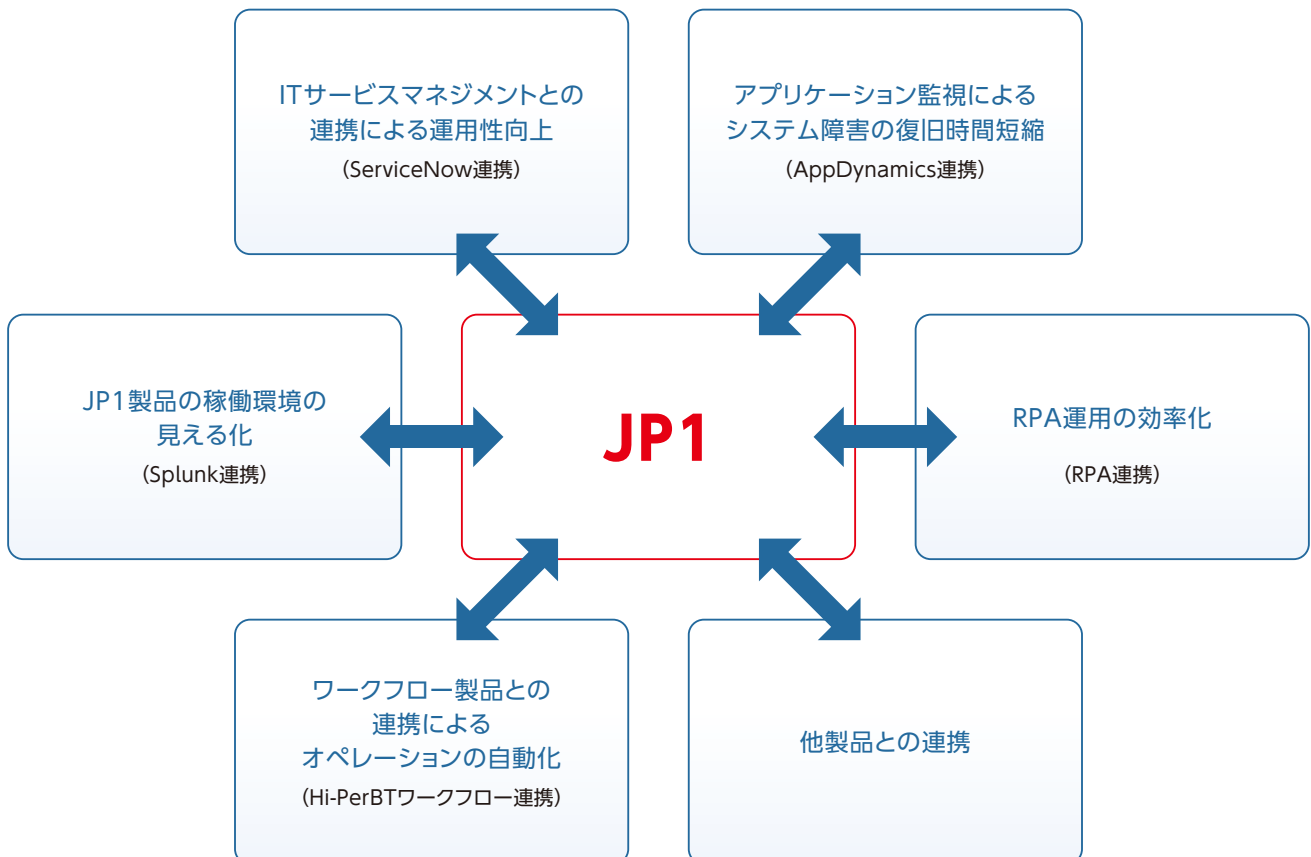 ITサービスマネジメントとの
連携による運用性向上
（ServiceNow連携）
アプリケーション監視による
システム障害の復旧時間短縮
（AppDynamics連携）
JP1製品の稼働環境の
見える化
（Splunk連携）
JP1
RPA運用の効率化
（RPA連携）
ワークフロー製品との
連携による
オペレーションの自動化
（Hi-PerBTワークフロー連携）
他製品との連携